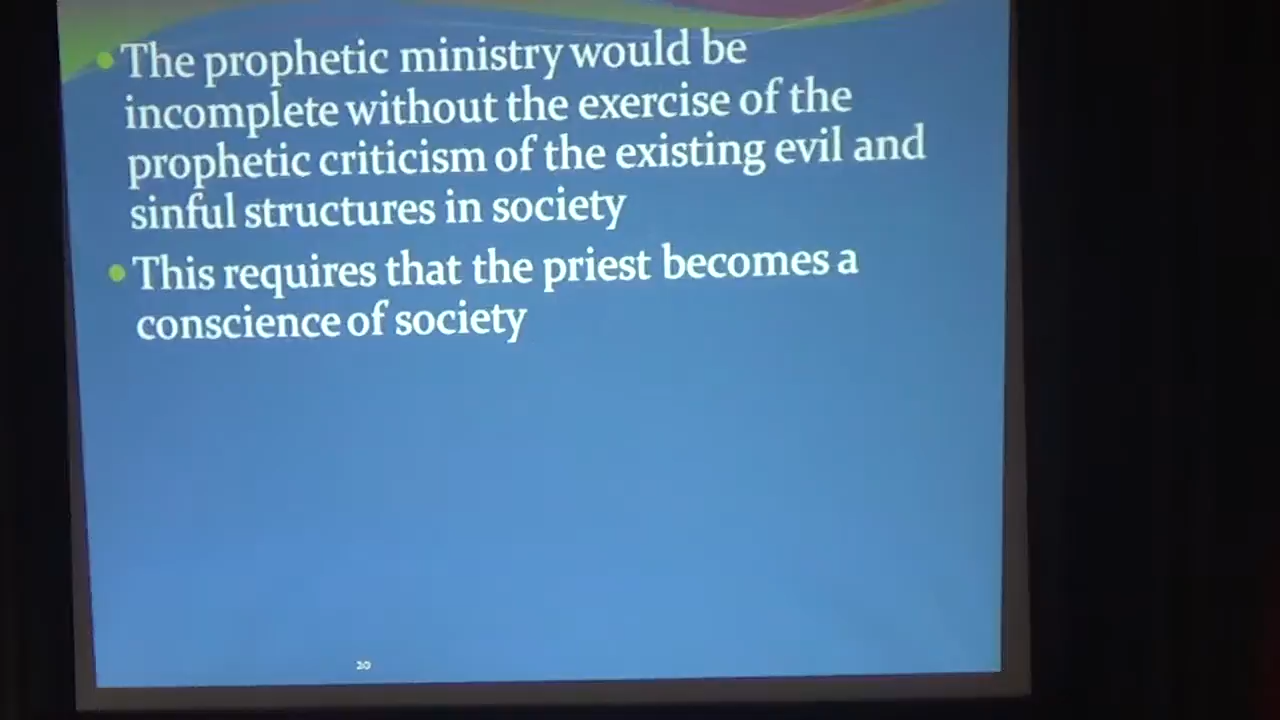 • The prophetic ministry would be
incomplete without the exercise of the
prophetic criticism of the existing evil and
sinful structures in society
• This requires that the priest becomes a
conscience of society
20